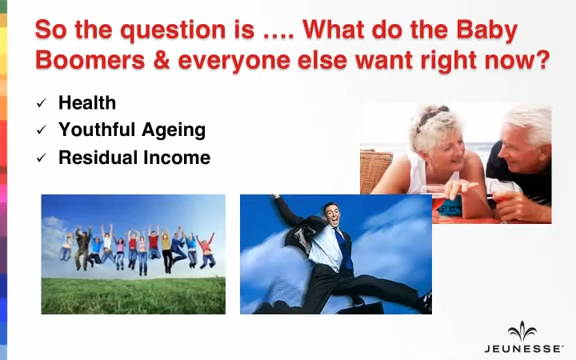 So the question is …. What do the Baby
Boomers & everyone else want right now?
✓ Health
✓ Youthful Ageing
✓ Residual Income
JEUNESSE